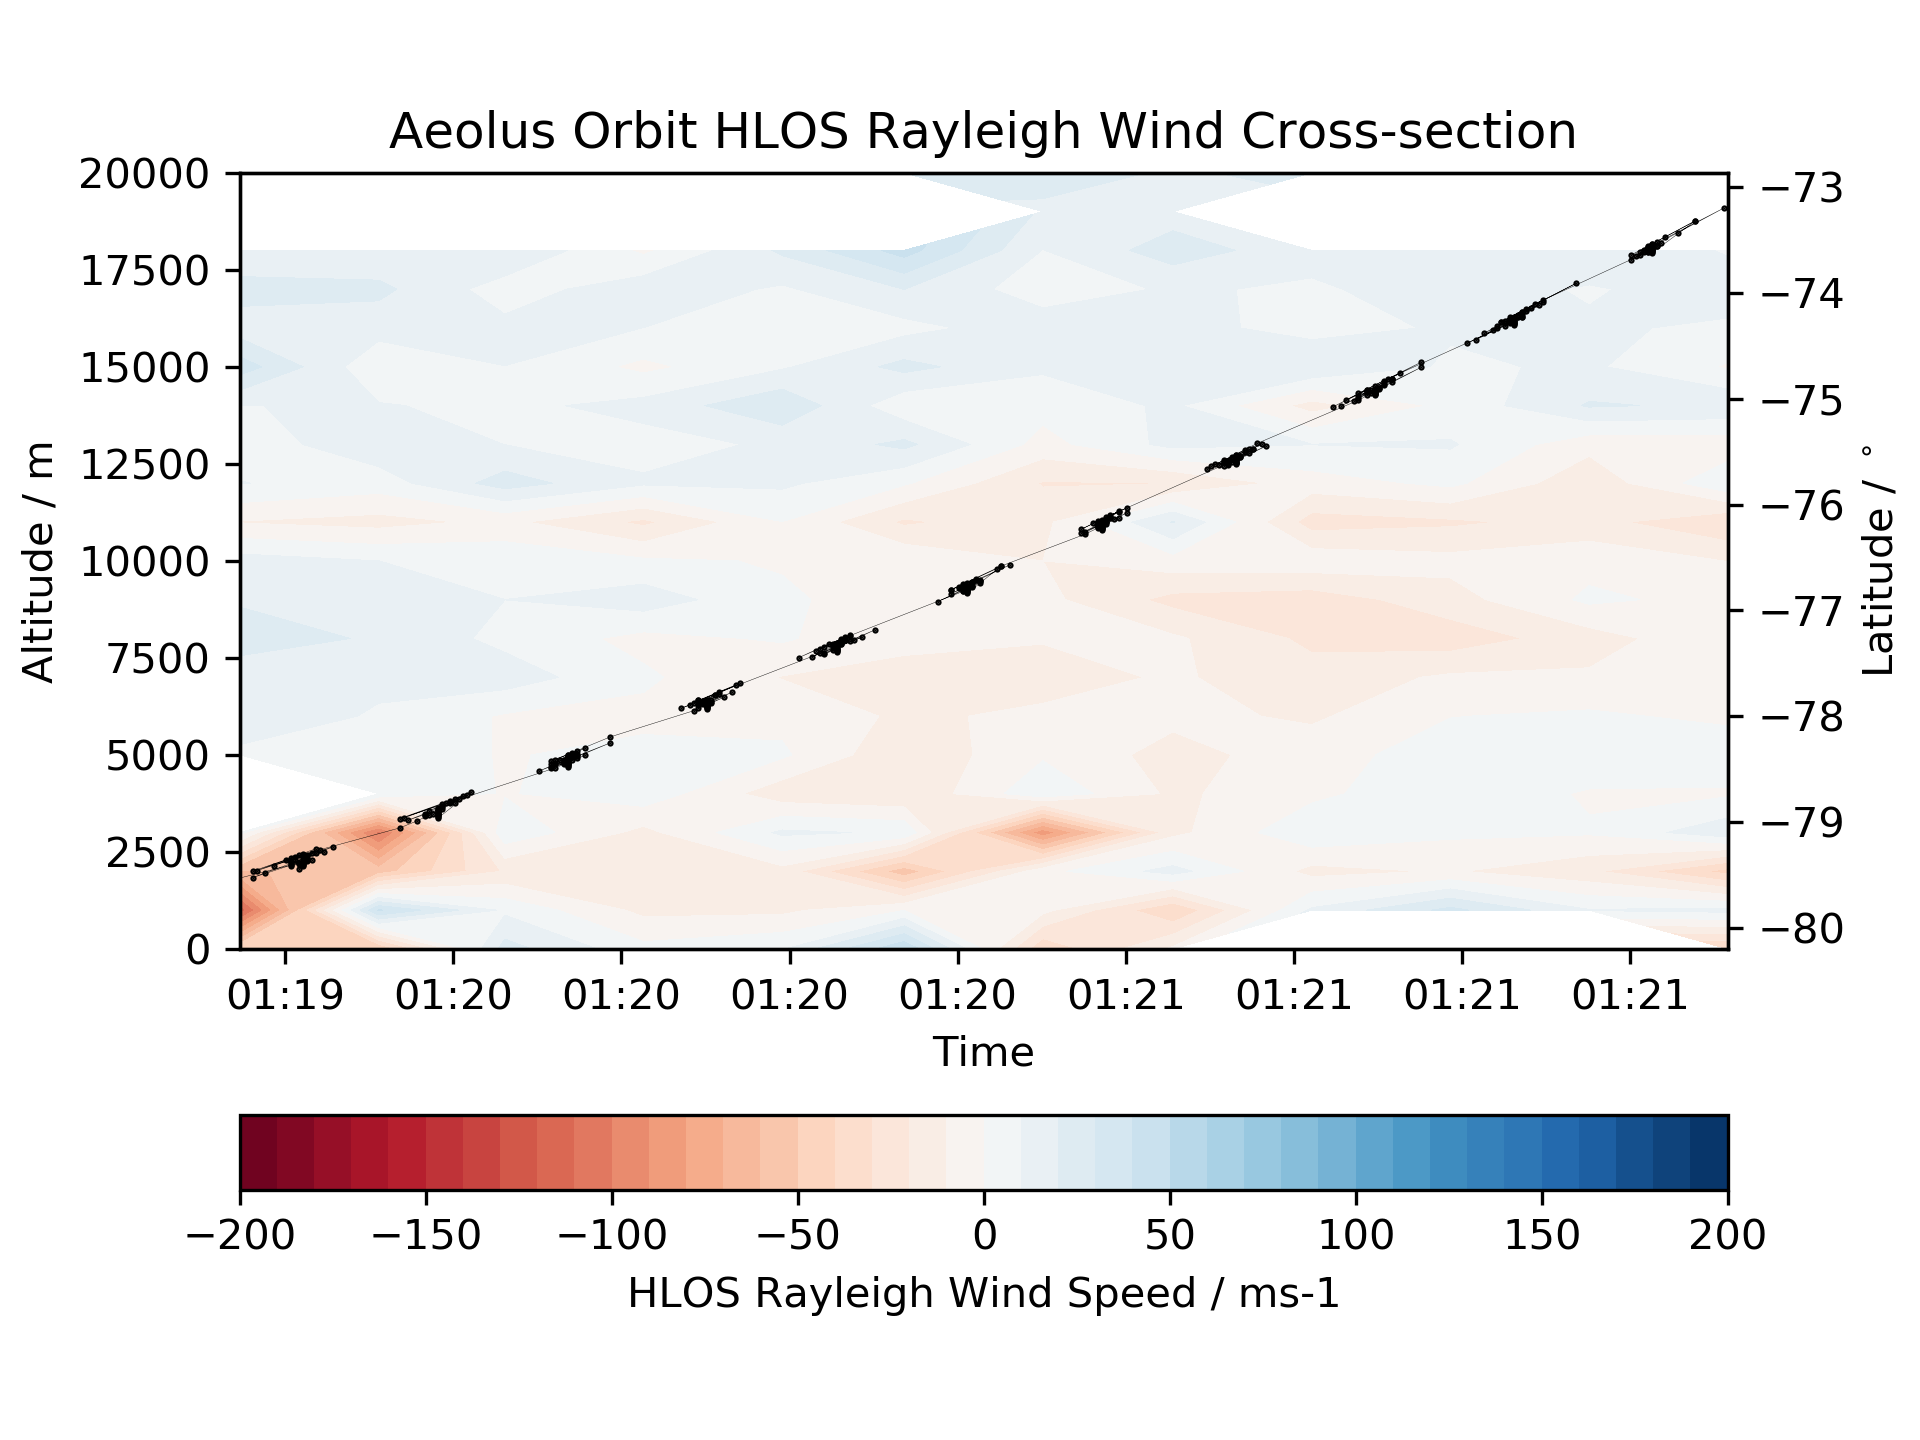 Aeolus Orbit HLOS Rayleigh Wind Cross-section
20000
17500
15000
12500
10000
7500
5000
2500
0
Altitude / m
−73
−74
−75
−76
−77
−78
−79
−80
Latitude / °
01:19 01:20 01:20 01:20 01:20 01:21 01:21 01:21 01:21
Time
−200 −150 −100 −50 0 50 100 150 200
HLOS Rayleigh Wind Speed / ms-1